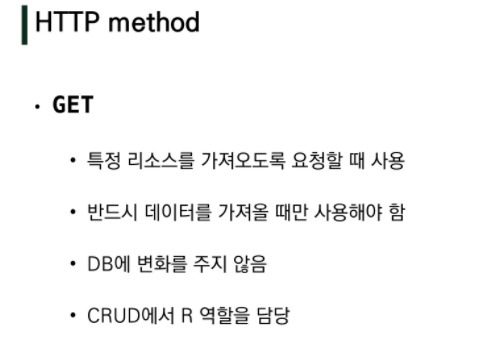 HTTP method
• GET
• 특정 리소스를 가져오도록 요청할 때 사용
• 반드시 데이터를 가져올 때만 사용해야 함
• DB에 변화를 주지 않음
• CRUD에서 R 역할을 담당